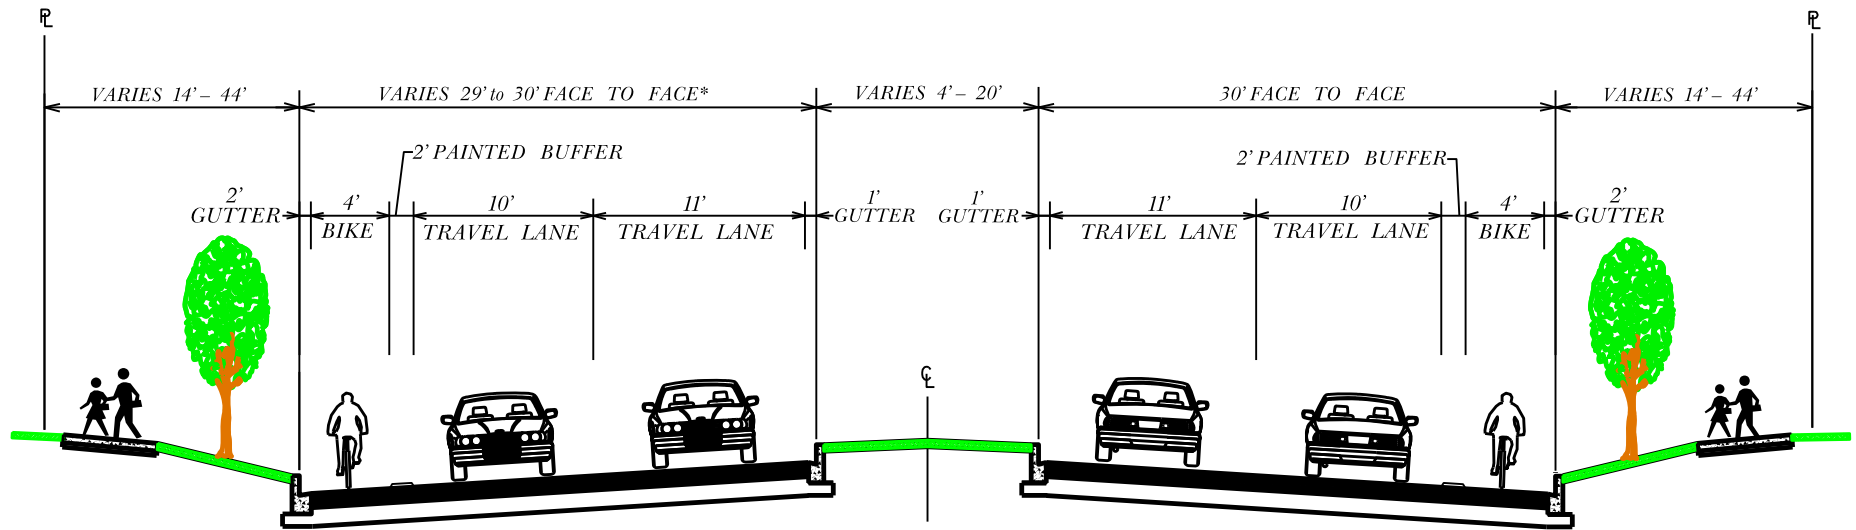 PL
PL
VARIES 14' - 44'
VARIES 29' to 30' FACE TO FACE*
VARIES 4' - 20'
30' FACE TO FACE
VARIES 14' - 44'
2' PAINTED BUFFER
2' PAINTED BUFFER
2'
GUTTER
4'
BIKE
10'
TRAVEL LANE
11'
TRAVEL LANE
1'
GUTTER
1'
GUTTER
11'
TRAVEL LANE
10'
TRAVEL LANE
4'
BIKE
2'
GUTTER
CL